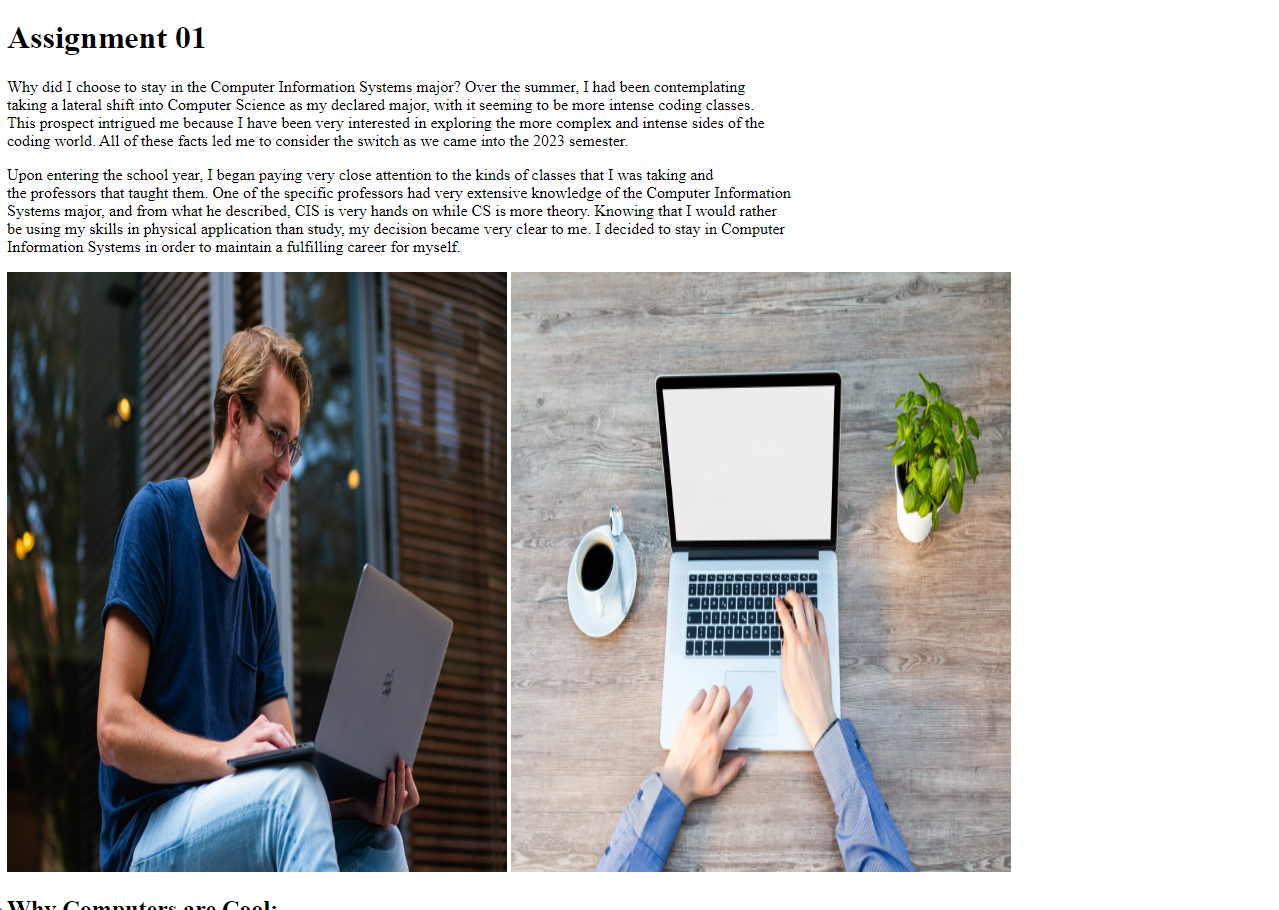 Assignment 01
Why did I choose to stay in the Computer Information Systems major? Over the summer, I had been contemplating
taking a lateral shift into Computer Science as my declared major, with it seeming to be more intense coding classes.
This prospect intrigued me because I have been very interested in exploring the more complex and intense sides of the
coding world. All of these facts led me to consider the switch as we came into the 2023 semester.
Upon entering the school year, I began paying very close attention to the kinds of classes that I was taking and
the professors that taught them. One of the specific professors had very extensive knowledge of the Computer Information
Systems major, and from what he described, CIS is very hands on while CS is more theory. Knowing that I would rather
be using my skills in physical application than study, my decision became very clear to me. I decided to stay in Computer
Information Systems in order to maintain a fulfilling career for myself.
Why Computers are Cool: